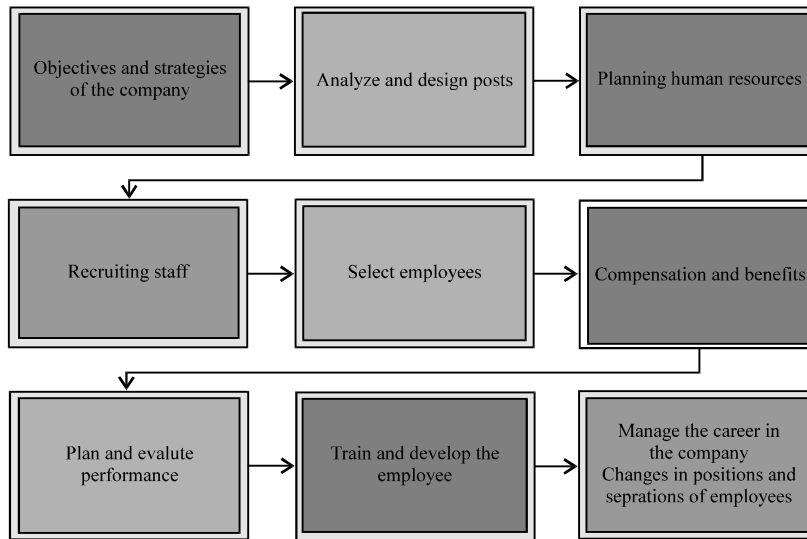 Objectives and strategies
of the company
Analyze and design posts
Planning human resources
Recruiting staff
Select employees
Compensation and benefits
Plan and evalute
performance
Train and develop the
employee
Manage the career in
the company
Changes in positions and
seprations of employees